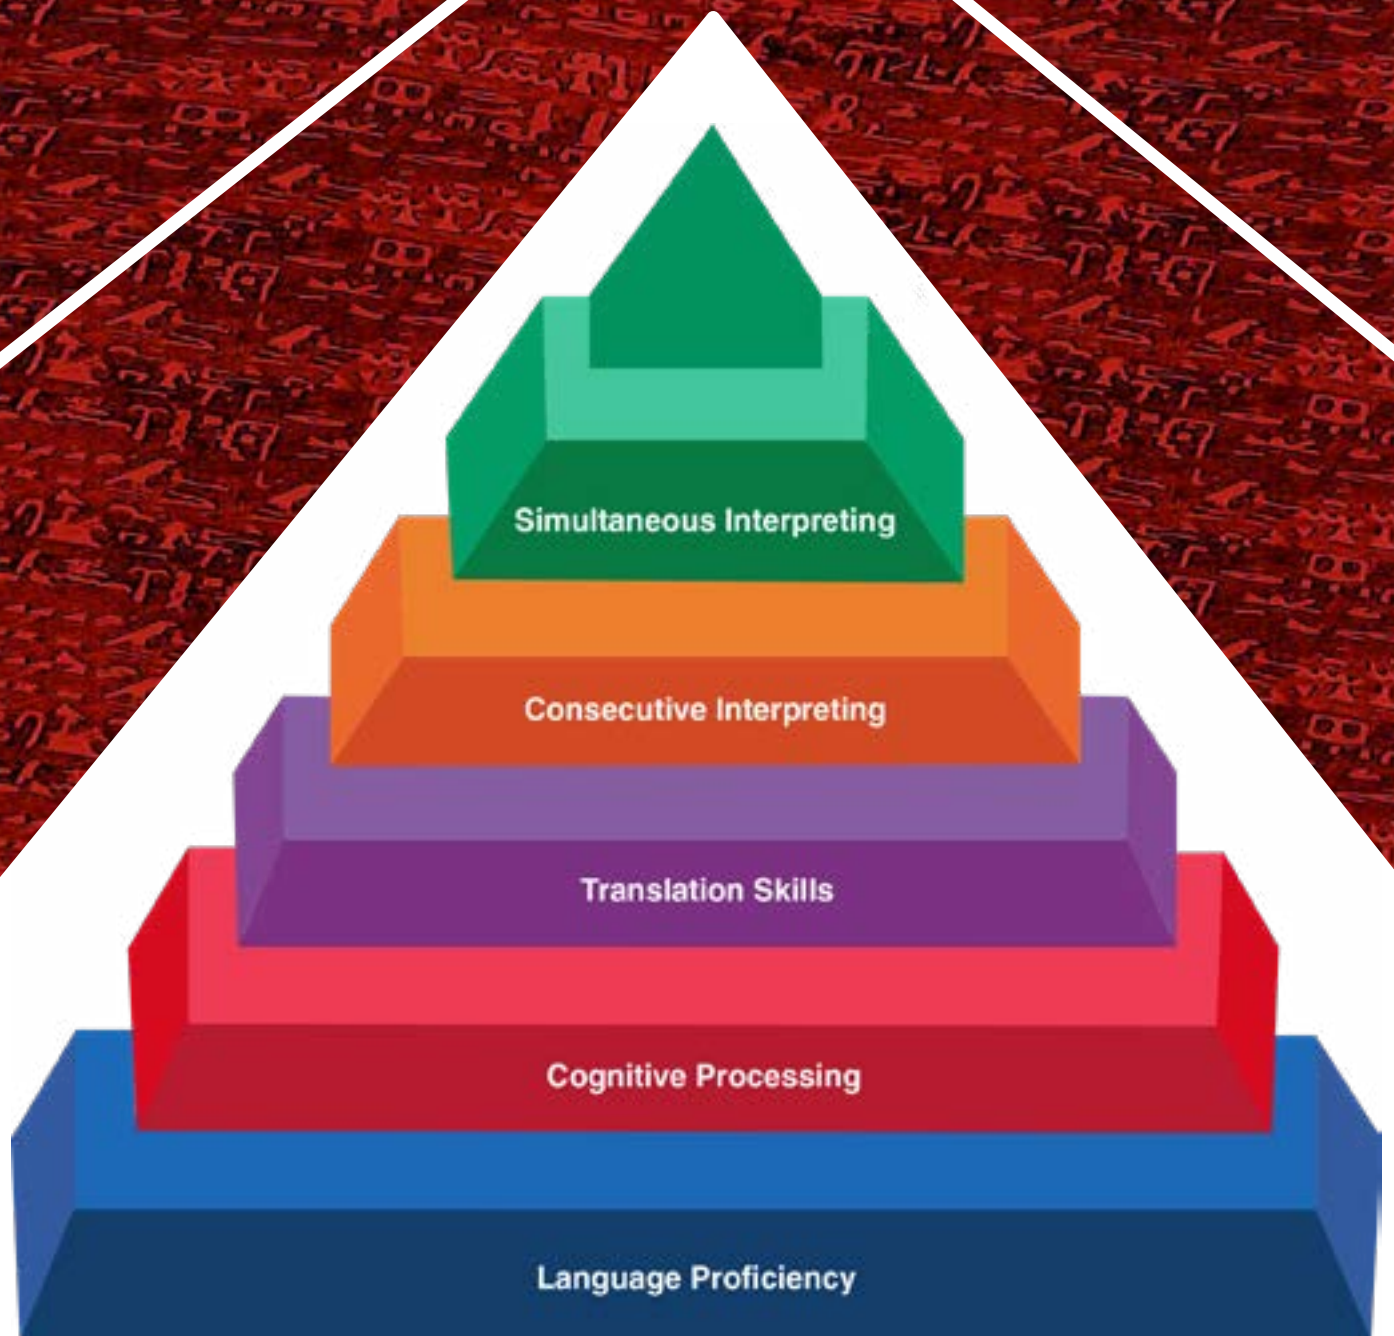 Simultaneous Interpreting
Consecutive Interpreting
Translation Skills
Cognitive Processing
Language Proficiency